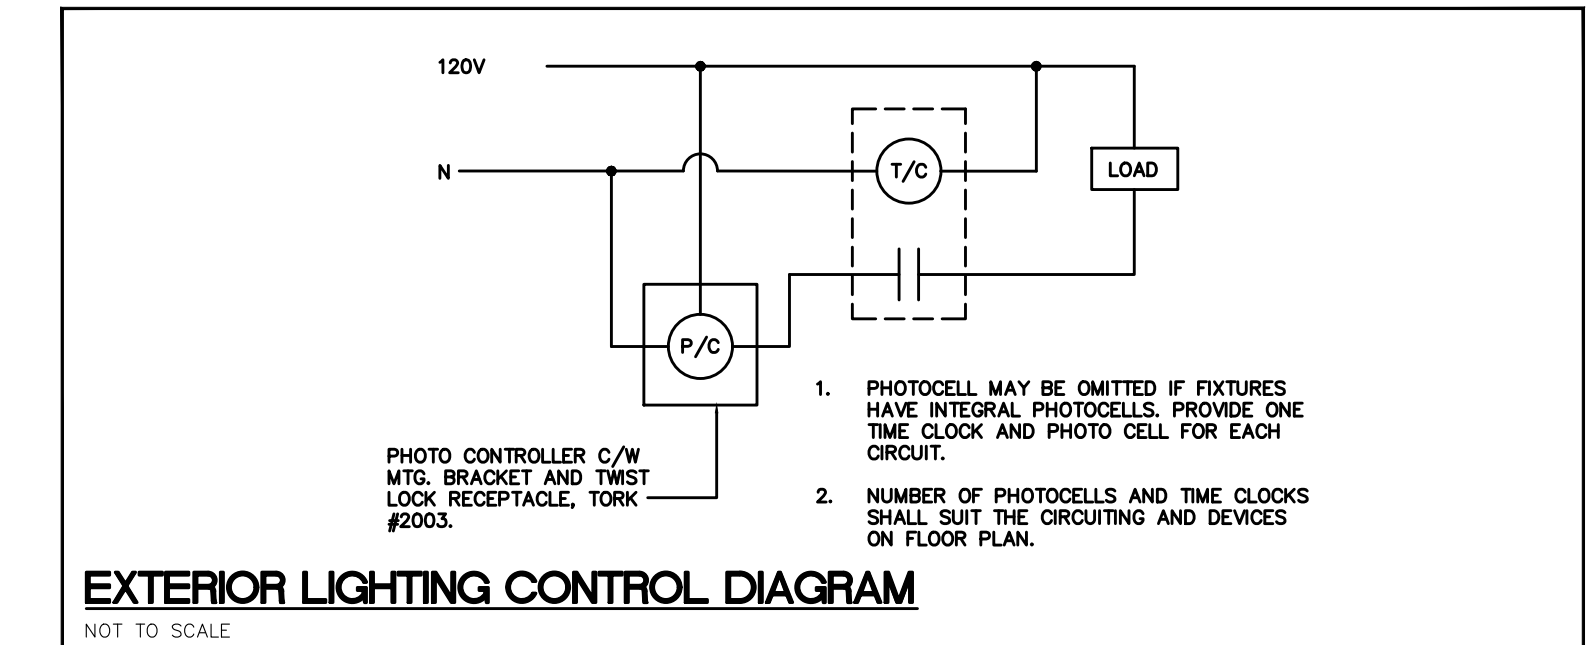 120V
N
T/C
LOAD
P/C
1. PHOTOCELL MAY BE OMITTED IF FIXTURES
HAVE INTEGRAL PHOTOCELLS. PROVIDE ONE
TIME CLOCK AND PHOTO CELL FOR EACH
CIRCUIT.
PHOTO CONTROLLER C/W
MTG. BRACKET AND TWIST
LOCK RECEPTACLE, TORK
#2003.
2. NUMBER OF PHOTOCELLS AND TIME CLOCKS
SHALL SUIT THE CIRCUITING AND DEVICES
ON FLOOR PLAN.
EXTERIOR LIGHTING CONTROL DIAGRAM
NOT TO SCALE